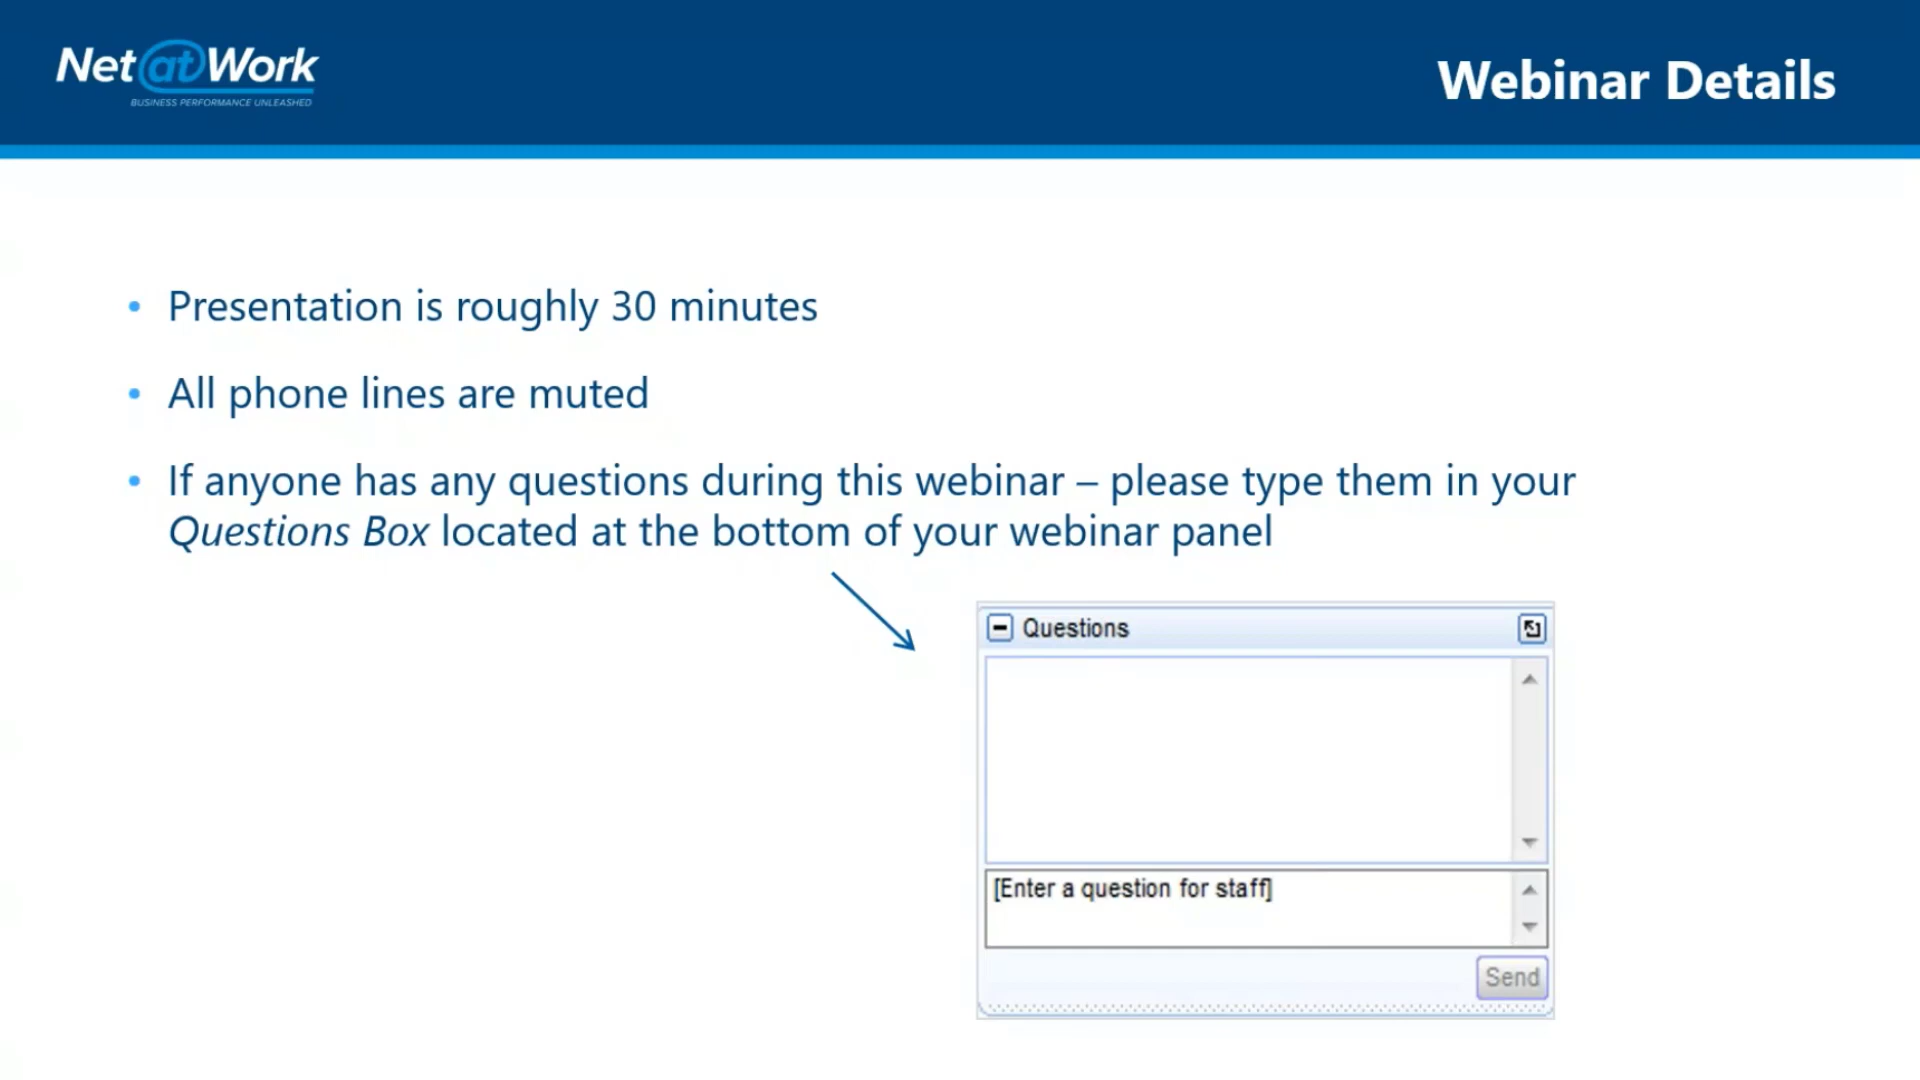 Net at Work
BUSINESS PERFORMANCE UNLEASHED
Webinar Details
• Presentation is roughly 30 minutes
• All phone lines are muted
• If anyone has any questions during this webinar – please type them in your
Questions Box located at the bottom of your webinar panel
Questions
[Enter a question for staff]
Send